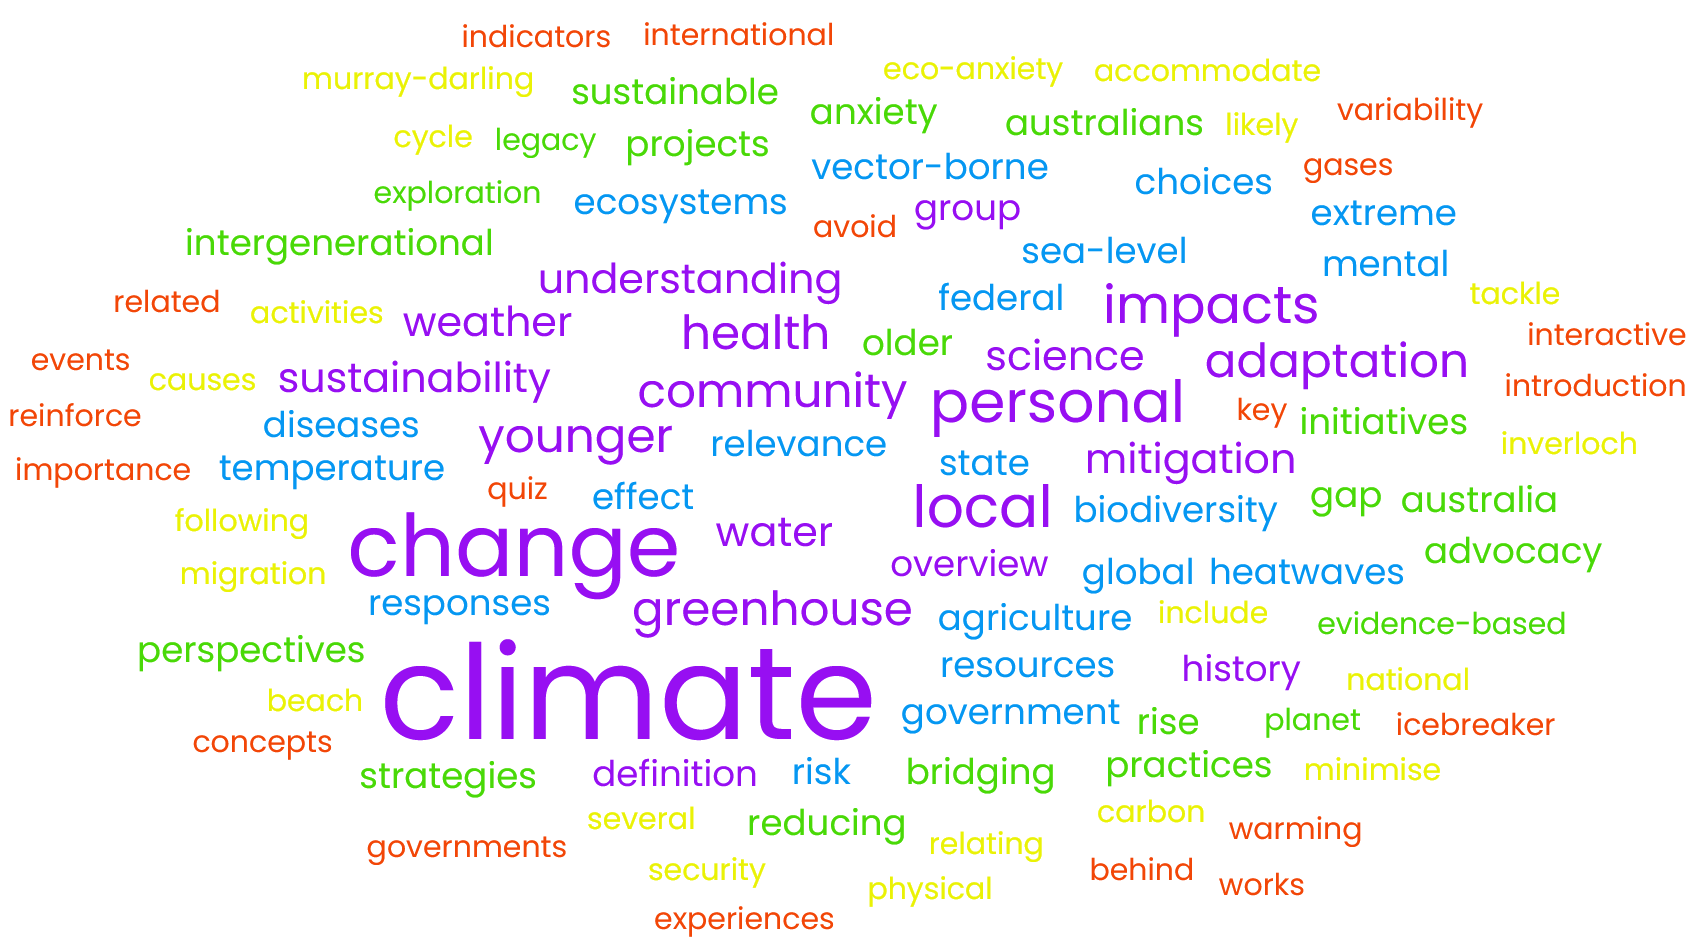 indicators international
murray-darling sustainable eco-anxiety accommodate
anxiety australians likely variability
cycle legacy projects
vector-borne choices gases
exploration ecosystems group extreme
avoid
intergenerational sea-level mental
understanding federal impacts tackle
related activities weather health older science interactive
events causes sustainability community personal adaptation introduction
reinforce diseases younger relevance key initiatives inverloch
importance temperature state mitigation
quiz effect local biodiversity gap australia
following change water
migration overview global heatwaves advocacy
responses greenhouse agriculture include evidence-based
perspectives climate resources history national
beach government rise planet icebreaker
concepts
strategies definition risk bridging practices minimise
several reducing carbon warming
governments relating
security physical behind works
experiences